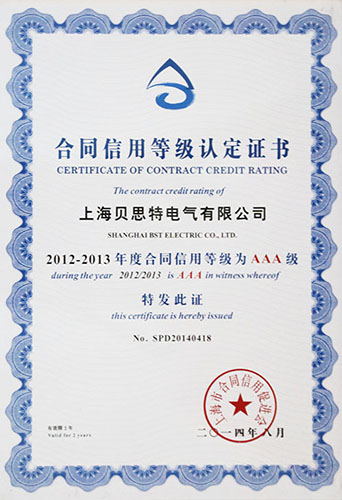 合同信用等级认定证书
CERTIFICATE OF CONTRACT CREDIT RATING
The contract credit rating of
上海贝思特电气有限公司
SHANGHAI BST ELECTRIC CO., LTD.
2012-2013 年度合同信用等级为 AAA 级
during the year 2012/2013 is AAA in witness whereof
特发此证
this certificate is hereby issued
No. SPD20140418
上海市合同信用促进会
有效期 2 年
Valid for 2 years
二〇一四年八月